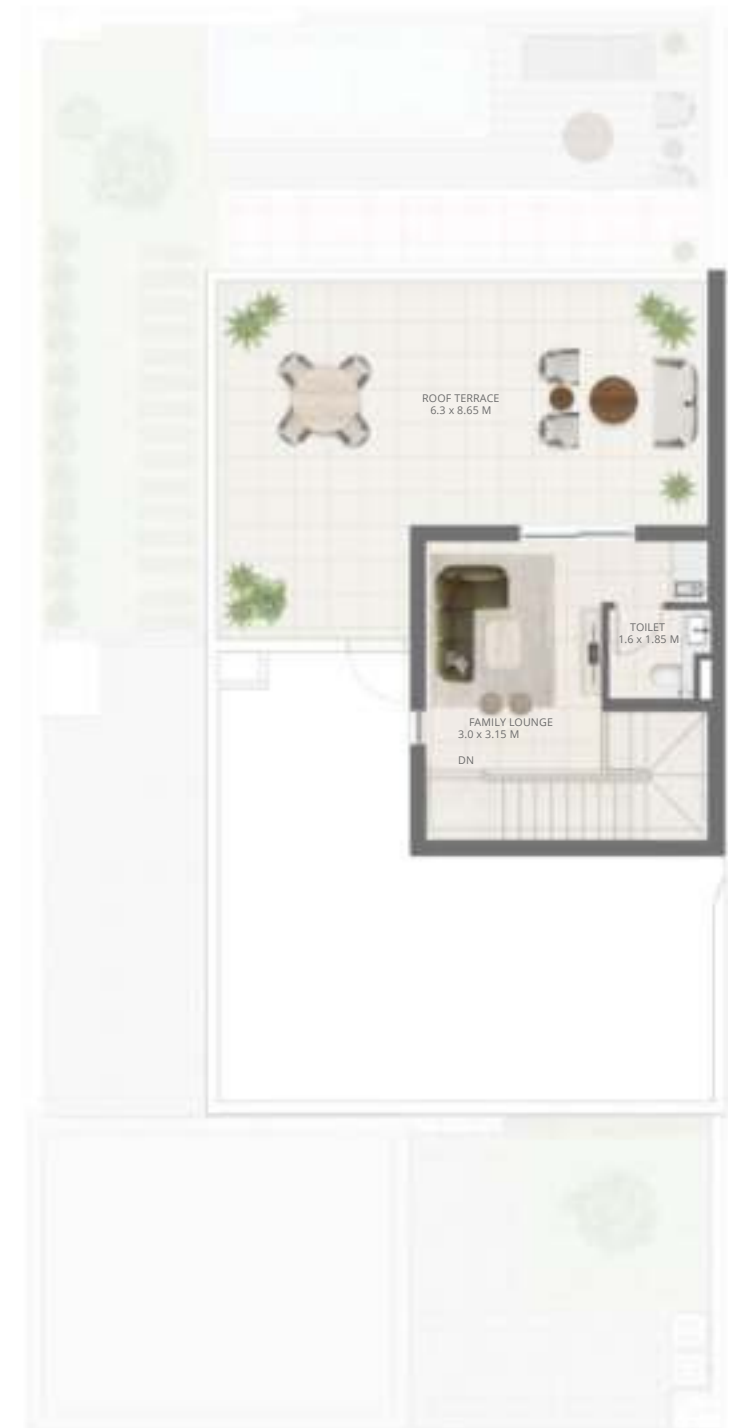 ROOF TERRACE
6.3 x 8.65 M
TOILET
1.6 x 1.85 M
FAMILY LOUNGE
3.0 x 3.15 M
DN